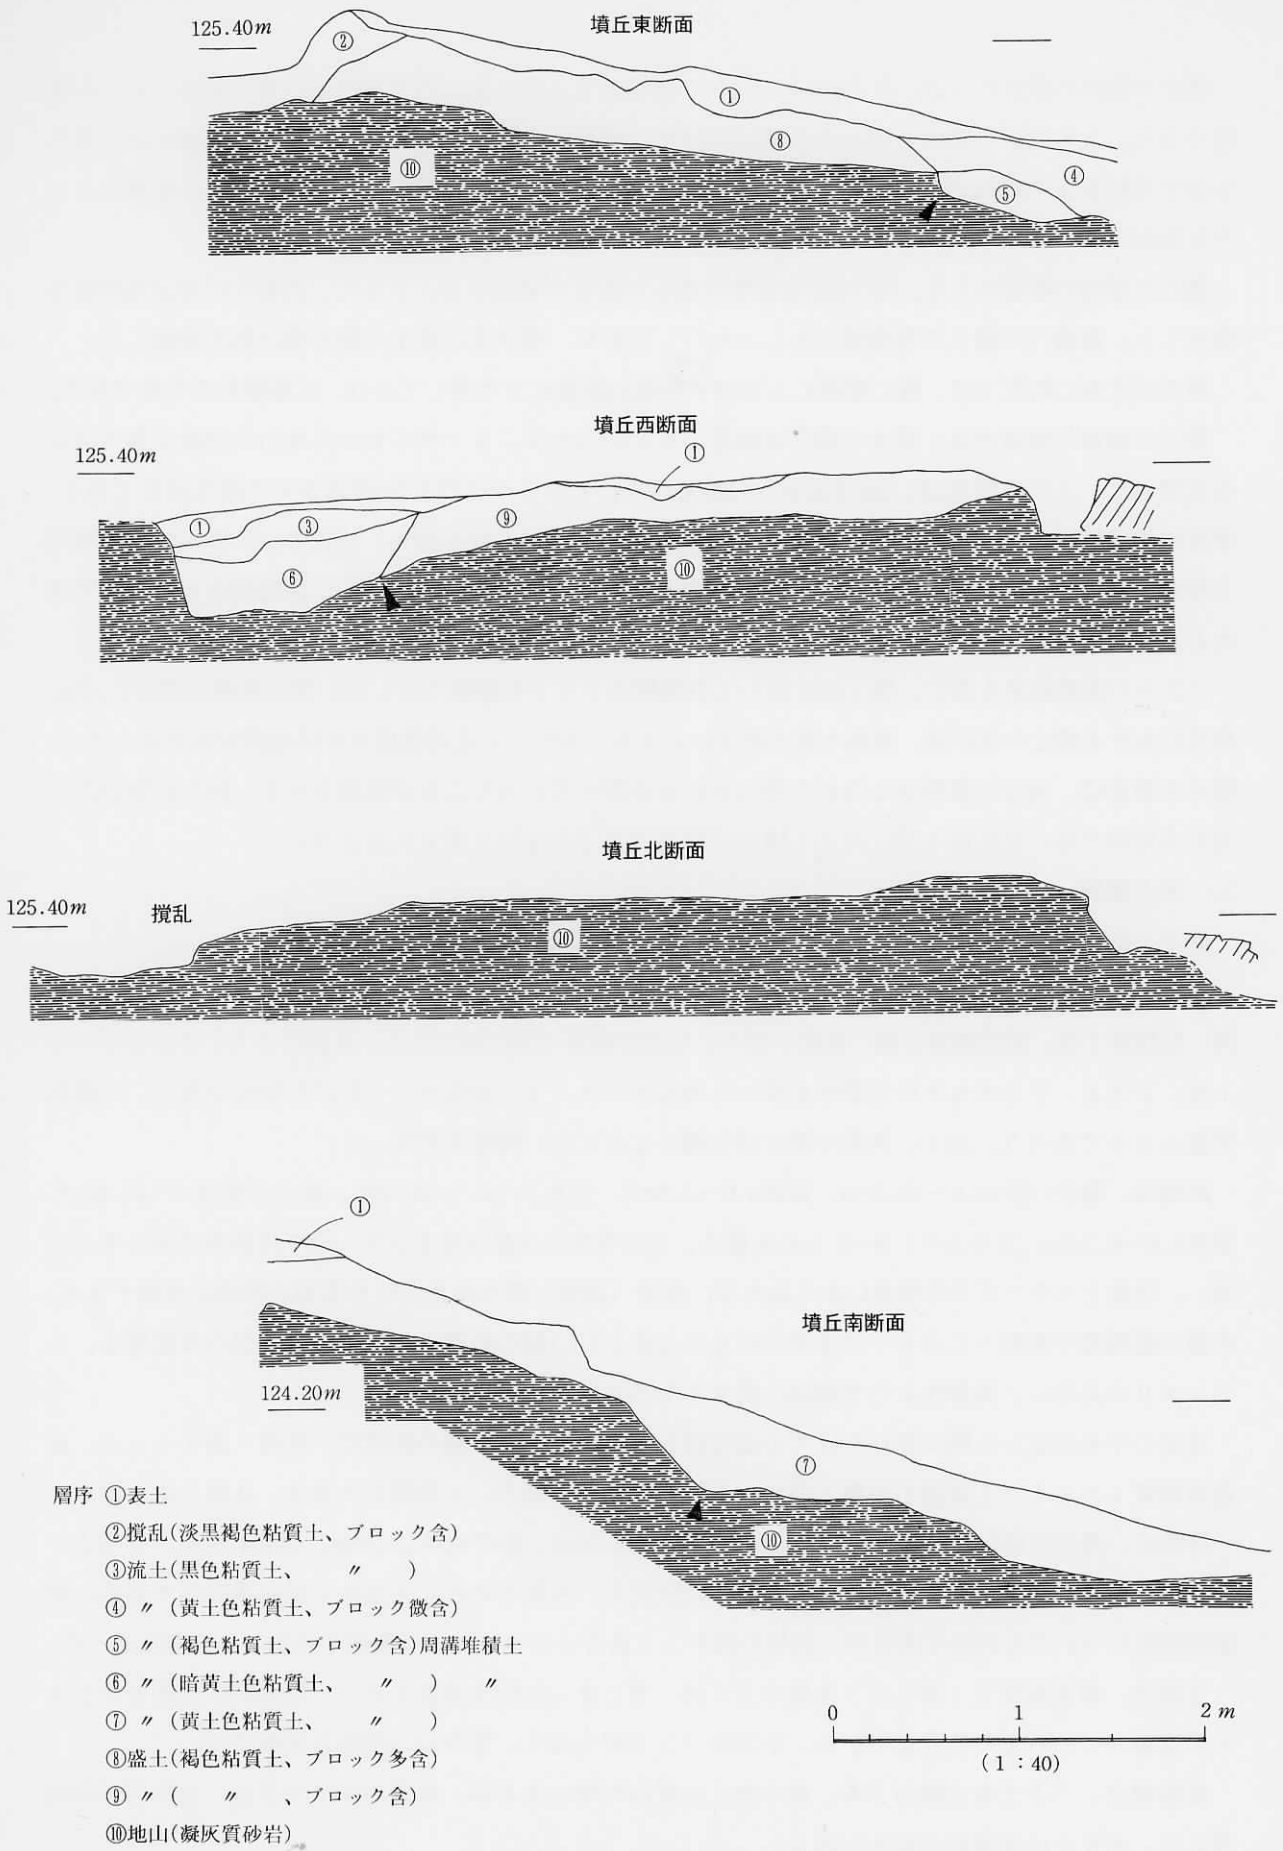 墳丘東断面
125.40m
②
①
⑧
⑩
④
⑤
墳丘西断面
125.40m
①
①
③
⑨
⑥
⑩
墳丘北断面
125.40m
撹乱
⑩
①
墳丘南断面
124.20m
⑦
⑩
層序 ①表土
②撹乱(淡黒褐色粘質土、ブロック含)
③流土(黒色粘質土、 〃 )
④ 〃 (黄土色粘質土、ブロック微含)
⑤ 〃 (褐色粘質土、ブロック含)周溝堆積土
⑥ 〃 (暗黄土色粘質土、 〃 ) 〃
⑦ 〃 (黄土色粘質土、 〃 )
⑧盛土(褐色粘質土、ブロック多含)
⑨ 〃 ( 〃 、ブロック含)
⑩地山(凝灰質砂岩)
0 1 2 m
(1:40)